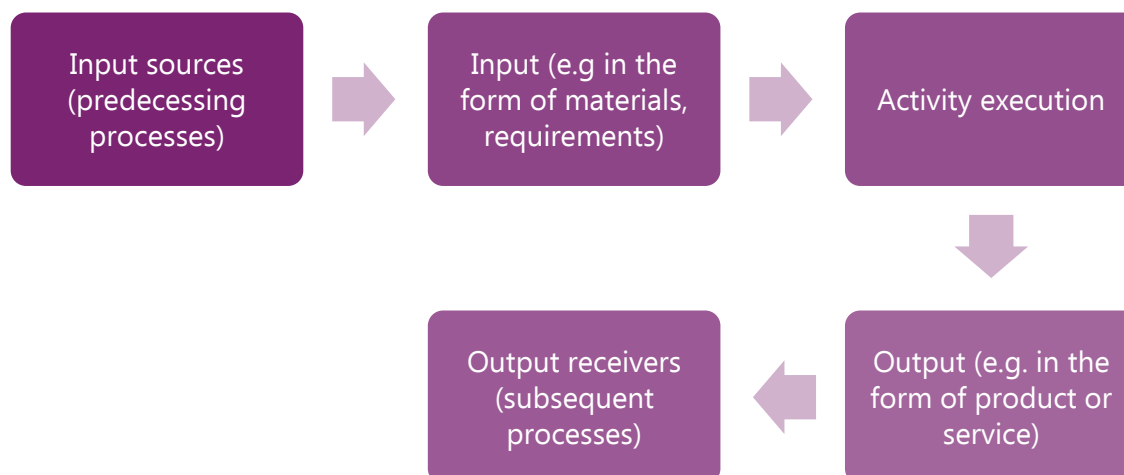 Input sources
(predecessing
processes)
Input (e.g in the
form of materials,
requirements)
Activity execution
Output (e.g. in the
form of product or
service)
Output receivers
(subsequent
processes)